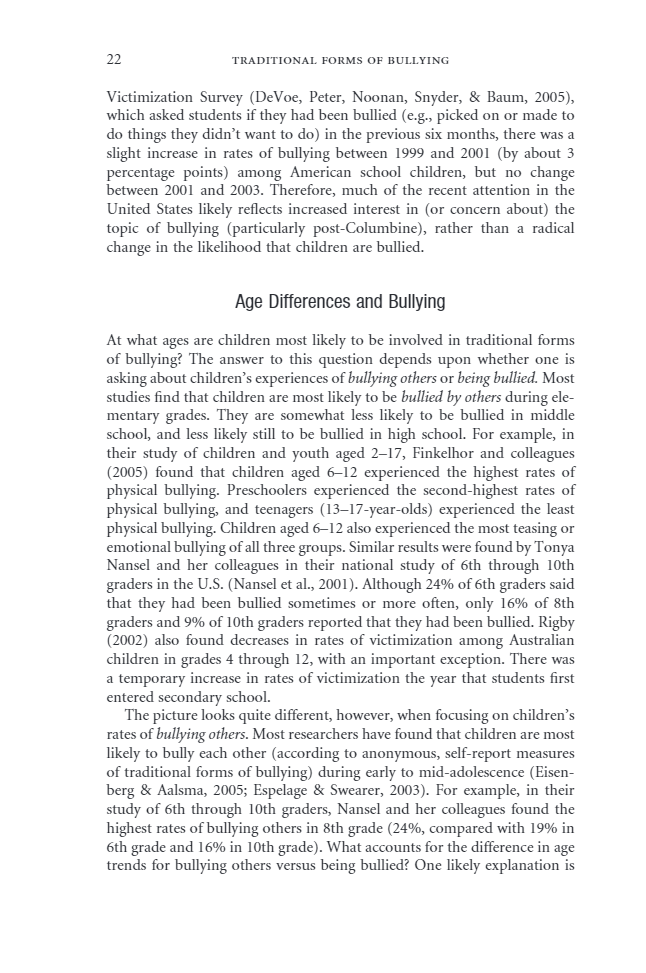 22
TRADITIONAL FORMS OF BULLYING
Victimization Survey (DeVoe, Peter, Noonan, Snyder, & Baum, 2005),
which asked students if they had been bullied (e.g., picked on or made to
do things they didn’t want to do) in the previous six months, there was a
slight increase in rates of bullying between 1999 and 2001 (by about 3
percentage points) among American school children, but no change
between 2001 and 2003. Therefore, much of the recent attention in the
United States likely reflects increased interest in (or concern about) the
topic of bullying (particularly post-Columbine), rather than a radical
change in the likelihood that children are bullied.
Age Differences and Bullying
At what ages are children most likely to be involved in traditional forms
of bullying? The answer to this question depends upon whether one is
asking about children’s experiences of bullying others or being bullied. Most
studies find that children are most likely to be bullied by others during ele-
mentary grades. They are somewhat less likely to be bullied in middle
school, and less likely still to be bullied in high school. For example, in
their study of children and youth aged 2–17, Finkelhor and colleagues
(2005) found that children aged 6–12 experienced the highest rates of
physical bullying. Preschoolers experienced the second-highest rates of
physical bullying, and teenagers (13–17-year-olds) experienced the least
physical bullying. Children aged 6–12 also experienced the most teasing or
emotional bullying of all three groups. Similar results were found by Tonya
Nansel and her colleagues in their national study of 6th through 10th
graders in the U.S. (Nansel et al., 2001). Although 24% of 6th graders said
that they had been bullied sometimes or more often, only 16% of 8th
graders and 9% of 10th graders reported that they had been bullied. Rigby
(2002) also found decreases in rates of victimization among Australian
children in grades 4 through 12, with an important exception. There was
a temporary increase in rates of victimization the year that students first
entered secondary school.
The picture looks quite different, however, when focusing on children’s
rates of bullying others. Most researchers have found that children are most
likely to bully each other (according to anonymous, self-report measures
of traditional forms of bullying) during early to mid-adolescence (Eisen-
berg & Aalsma, 2005; Espelage & Swearer, 2003). For example, in their
study of 6th through 10th graders, Nansel and her colleagues found the
highest rates of bullying others in 8th grade (24%, compared with 19% in
6th grade and 16% in 10th grade). What accounts for the difference in age
trends for bullying others versus being bullied? One likely explanation is